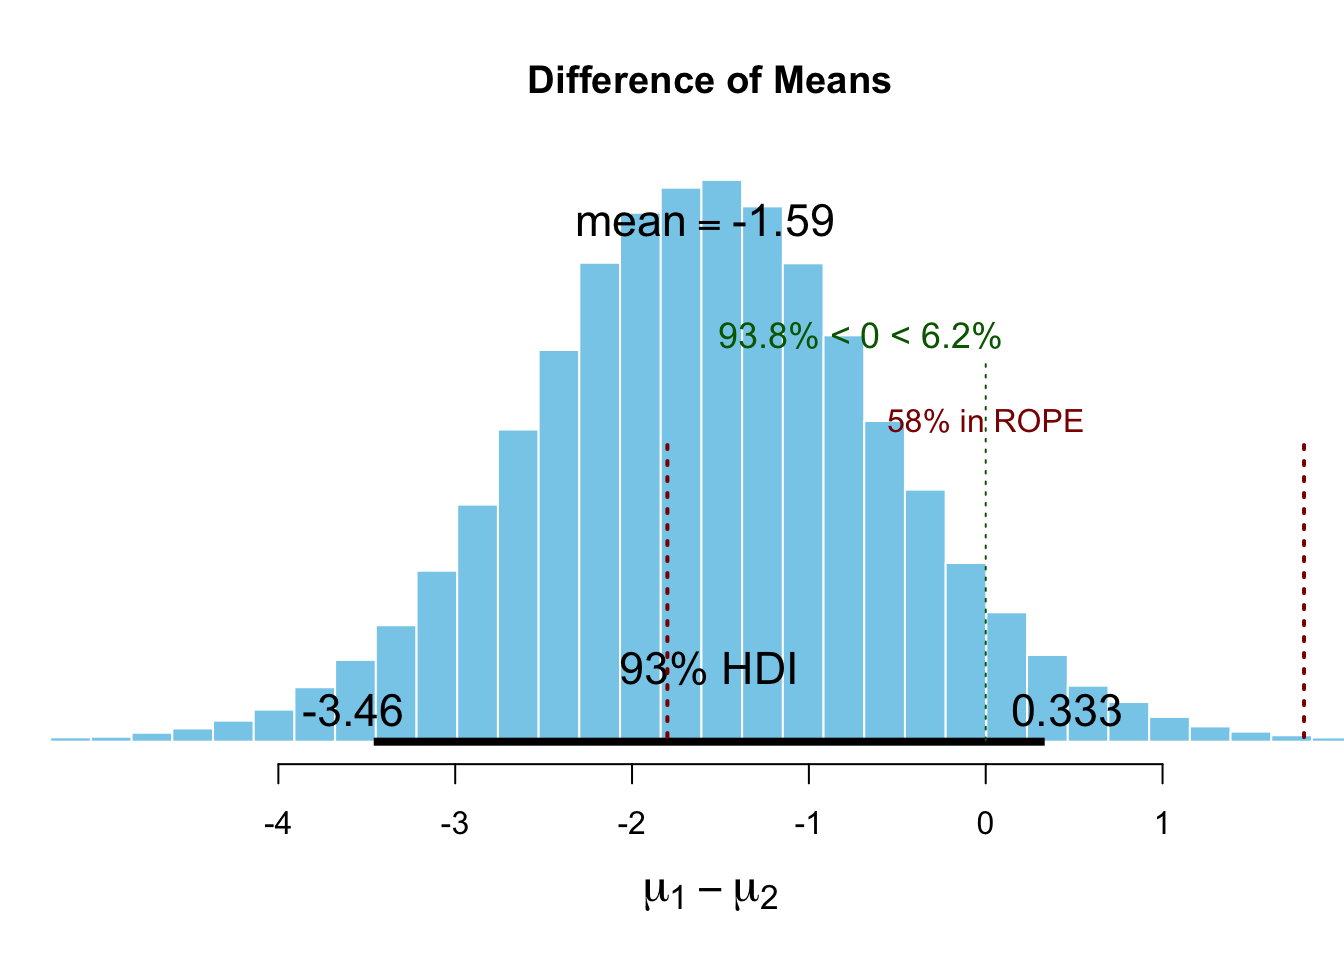 Difference of Means
mean = -1.59
93.8% < 0 < 6.2%
58% in ROPE
93% HDI
-3.46 0.333
-4 -3 -2 -1 0 1
μ1 − μ2